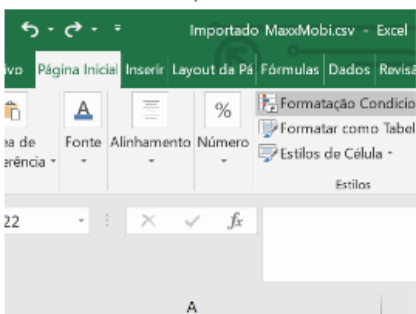 Importado MaxxMobi.csv - Excel
ivo Página Inicial Inserir Layout da Pá Fórmulas Dados Revisã
Formatação Condicio
ea de Fonte Alinhamento Número Formatar como Tabel
erência Estilos de Célula
Estilos
22 fx
A